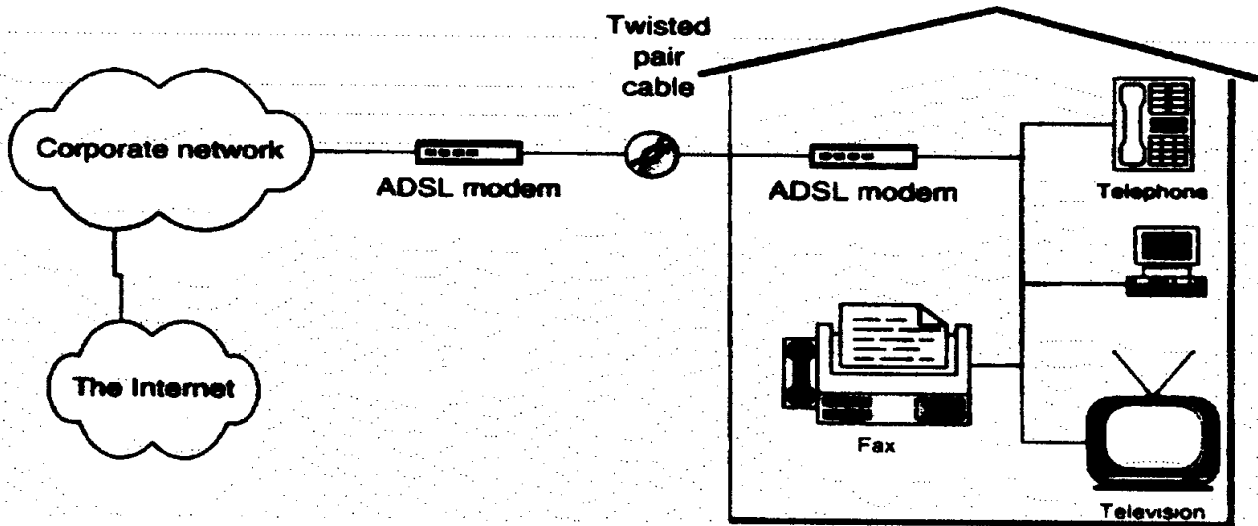 Twisted
pair
cable
Corporate network
ADSL modem
ADSL modem
Telephone
The Internet
Fax
Television